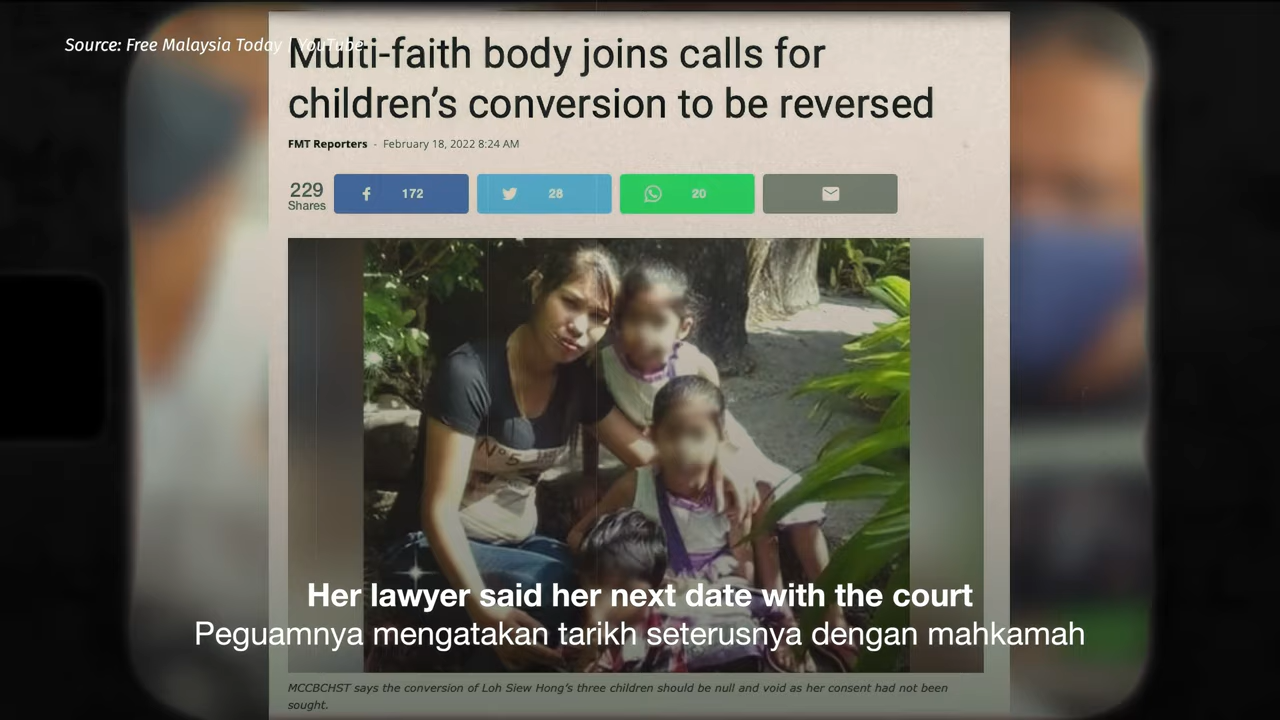 Source: Free Malaysia Today | YouTube
Multi-faith body joins calls for
children's conversion to be reversed
FMT Reporters - February 18, 2022 8:24 AM
229
Shares
172
28
20
Nº5
Her lawyer said her next date with the court
Peguamnya mengatakan tarikh seterusnya dengan mahkamah
MCCBCHST says the conversion of Loh Siew Hong's three children should be null and void as her consent had not been
sought.